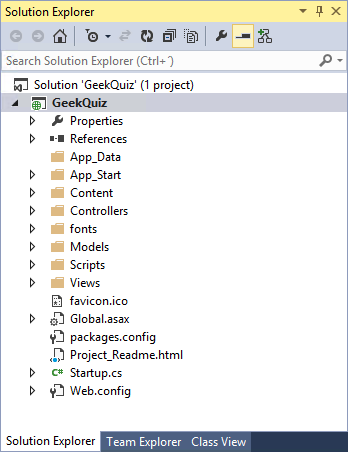 Solution Explorer
Search Solution Explorer (Ctrl+´)
Solution 'GeekQuiz' (1 project)
GeekQuiz
Properties
References
App_Data
App_Start
Content
Controllers
fonts
Models
Scripts
Views
favicon.ico
Global.asax
packages.config
Project_Readme.html
C# Startup.cs
Web.config
Solution Explorer Team Explorer Class View